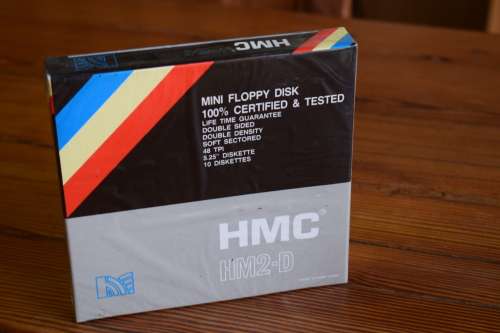 HMC
MINI FLOPPY DISK
100% CERTIFIED & TESTED
LIFE TIME GUARANTEE
DOUBLE SIDED
DOUBLE DENSITY
SOFT SECTORED
48 TPI
5.25" DISKETTE
10 DISKETTES
HMC®
HM2-D